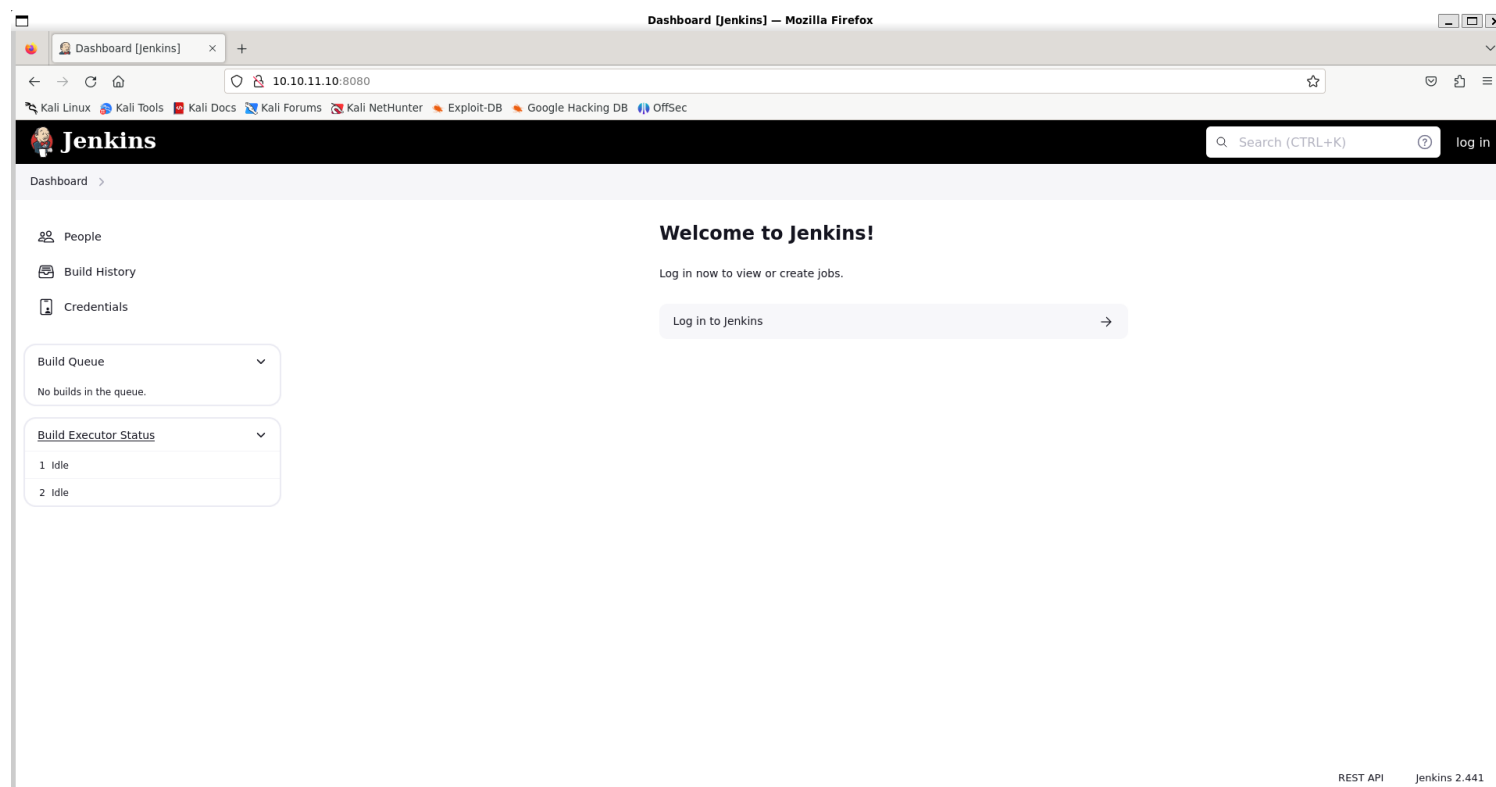 Dashboard [Jenkins] — Mozilla Firefox
Dashboard [Jenkins]
10.10.11.10:8080
Kali Linux Kali Tools Kali Docs Kali Forums Kali NetHunter Exploit-DB Google Hacking DB OffSec
Jenkins Search (CTRL+K) log in
Dashboard
People
Build History
Credentials
Build Queue
No builds in the queue.
Build Executor Status
1 Idle
2 Idle
Welcome to Jenkins!
Log in now to view or create jobs.
Log in to Jenkins
REST API Jenkins 2.441